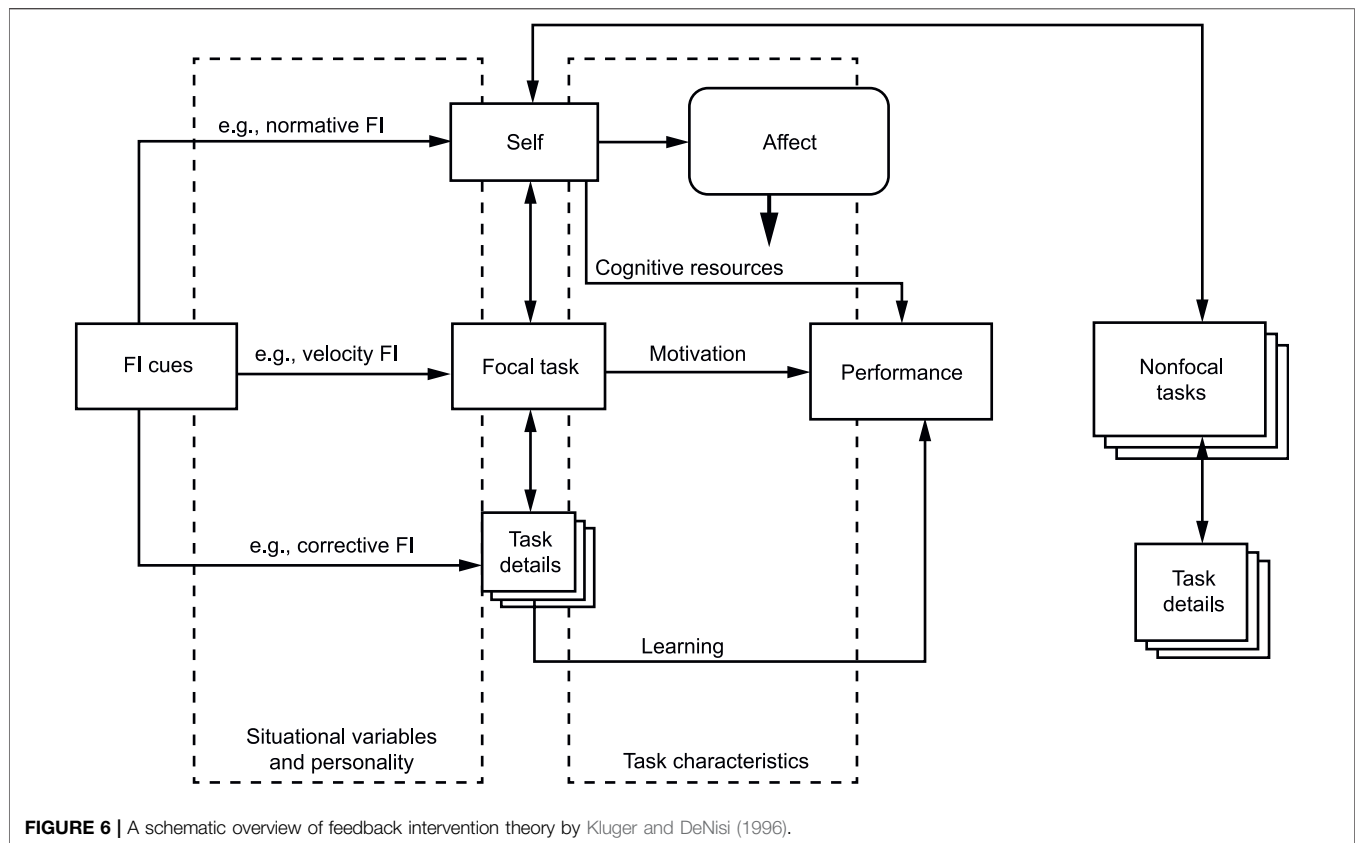 e.g., normative FI
Self
Affect
Cognitive resources
FI cues
e.g., velocity FI
Focal task
Motivation
Performance
Nonfocal
tasks
e.g., corrective FI
Task
details
Task
details
Learning
Situational variables
and personality
Task characteristics
FIGURE 6 | A schematic overview of feedback intervention theory by Kluger and DeNisi (1996).